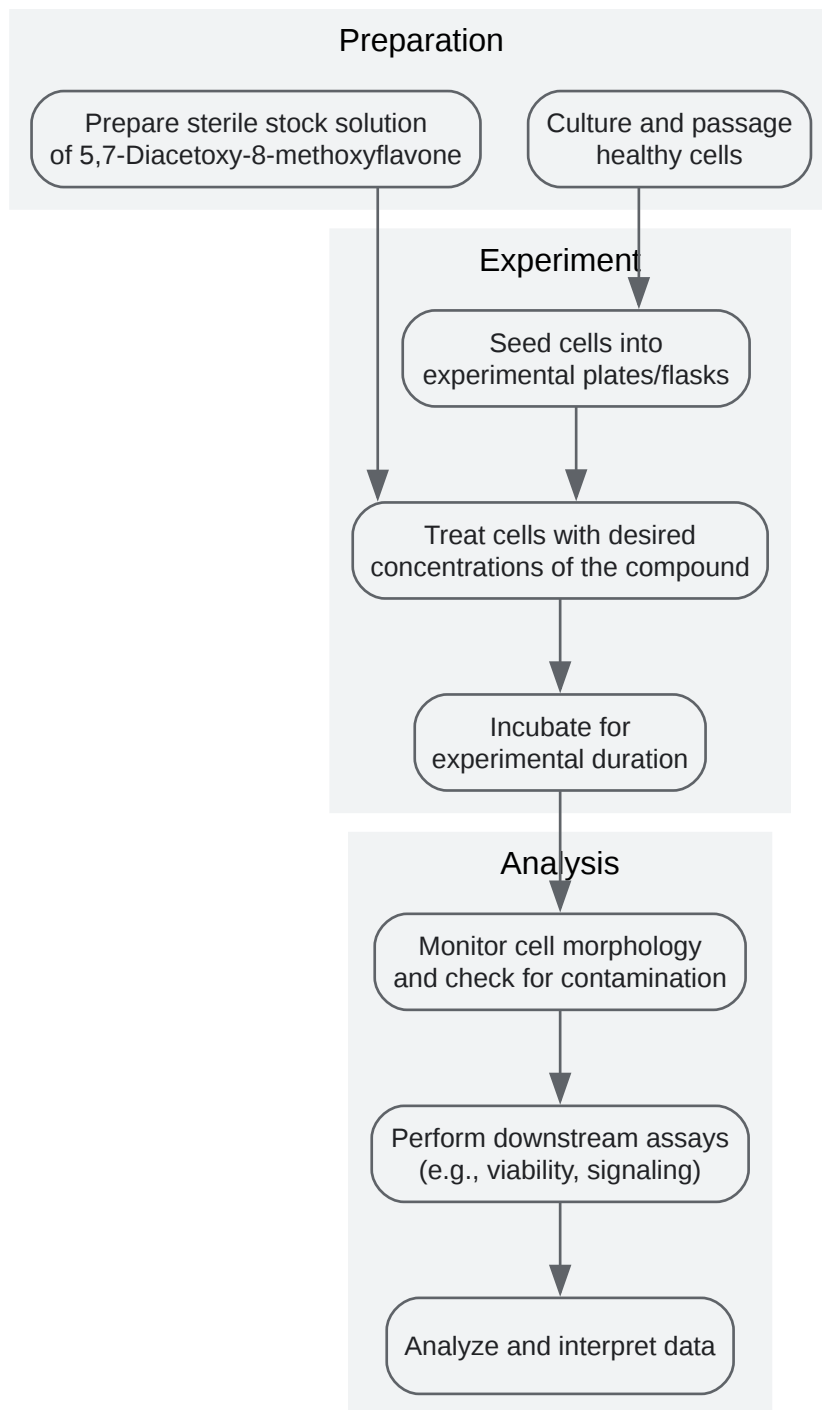 Preparation
Prepare sterile stock solution
of 5,7-Diacetoxy-8-methoxyflavone
Culture and passage
healthy cells
Experiment
Seed cells into
experimental plates/flasks
Treat cells with desired
concentrations of the compound
Incubate for
experimental duration
Analysis
Monitor cell morphology
and check for contamination
Perform downstream assays
(e.g., viability, signaling)
Analyze and interpret data